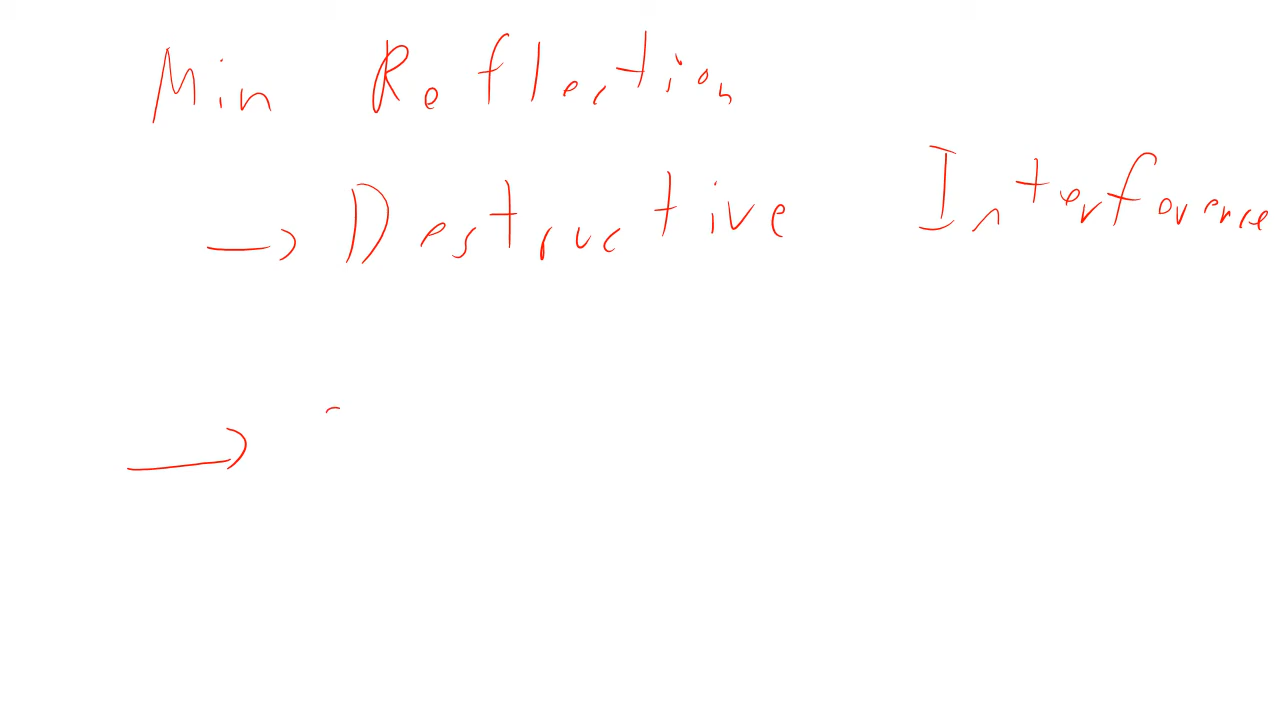 Min Reflection
→ Destructive Interference
→